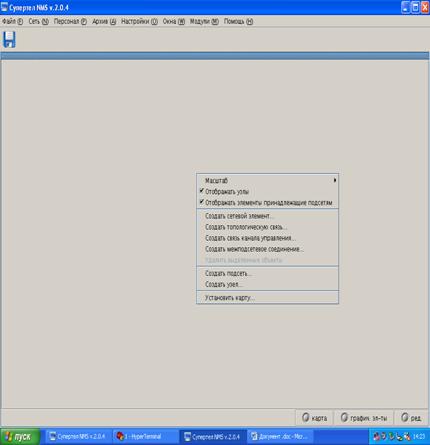 Супертел NMS v.2.0.4
Файл (F) Сеть (N) Персонал (P) Архив (A) Настройки (O) Окна (W) Модули (M) Помощь (H)
Масштаб
Отображать узлы
Отображать элементы принадлежащие подсетям
Создать сетевой элемент...
Создать топологическую связь...
Создать связь канала управления...
Создать межподсетевое соединение...
Удалить выделенные объекты
Создать подсеть...
Создать узел...
Установить карту...
карта график. эл-ты ред.
пуск Супертел NMS v.2.0.4 1 - HyperTerminal Супертел NMS v.2.0.4 Документ .doc - Micr... 14:23